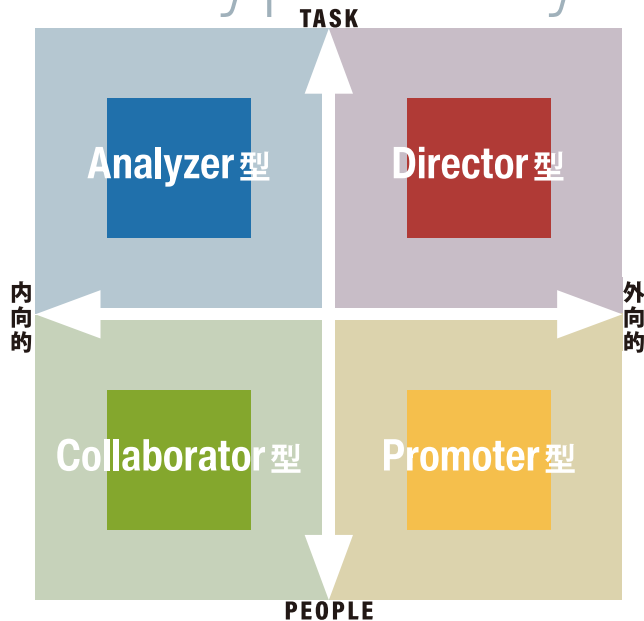 TASK
Analyzer型
Director型
内向的
外向的
Collaborator型
Promoter型
PEOPLE